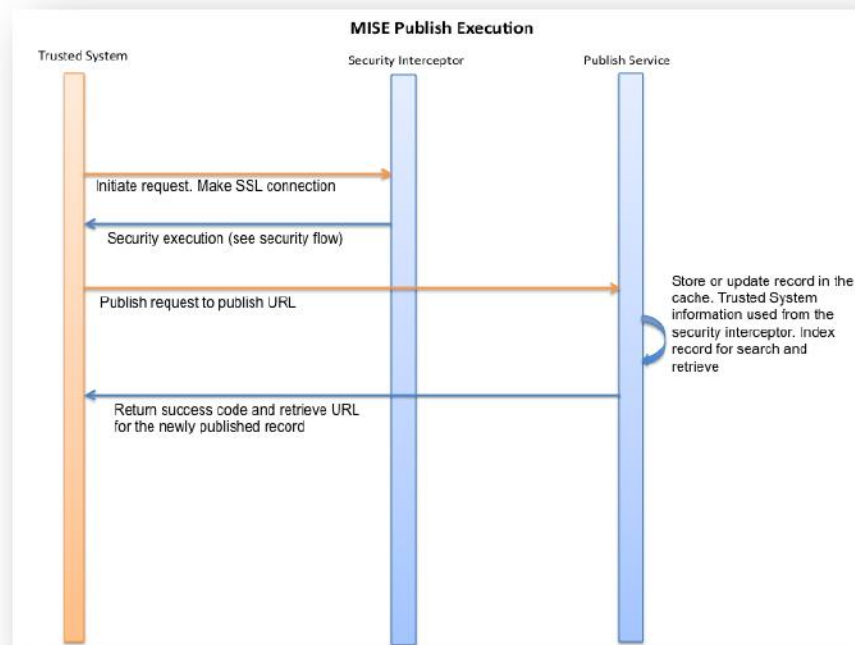 MISE Publish Execution
Trusted System
Security Interceptor
Publish Service
Initiate request. Make SSL connection
Security execution (see security flow)
Publish request to publish URL
Store or update record in the
cache. Trusted System
information used from the
security interceptor. Index
record for search and
retrieve
Return success code and retrieve URL
for the newly published record